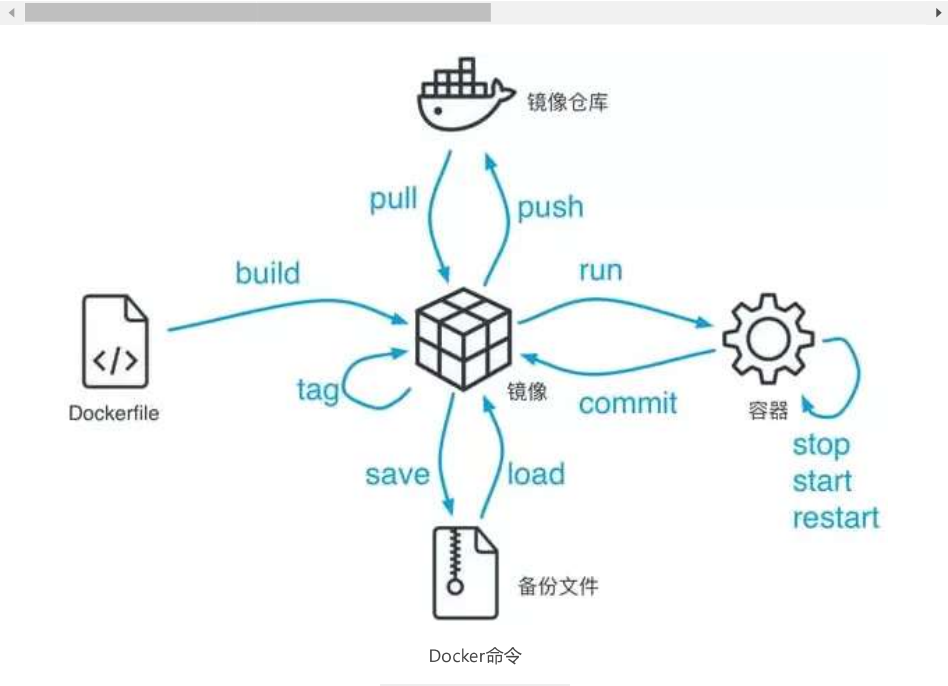 镜像仓库
pull
push
build
run
tag
镜像
commit
容器
Dockerfile
stop
start
restart
save
load
备份文件
Docker命令